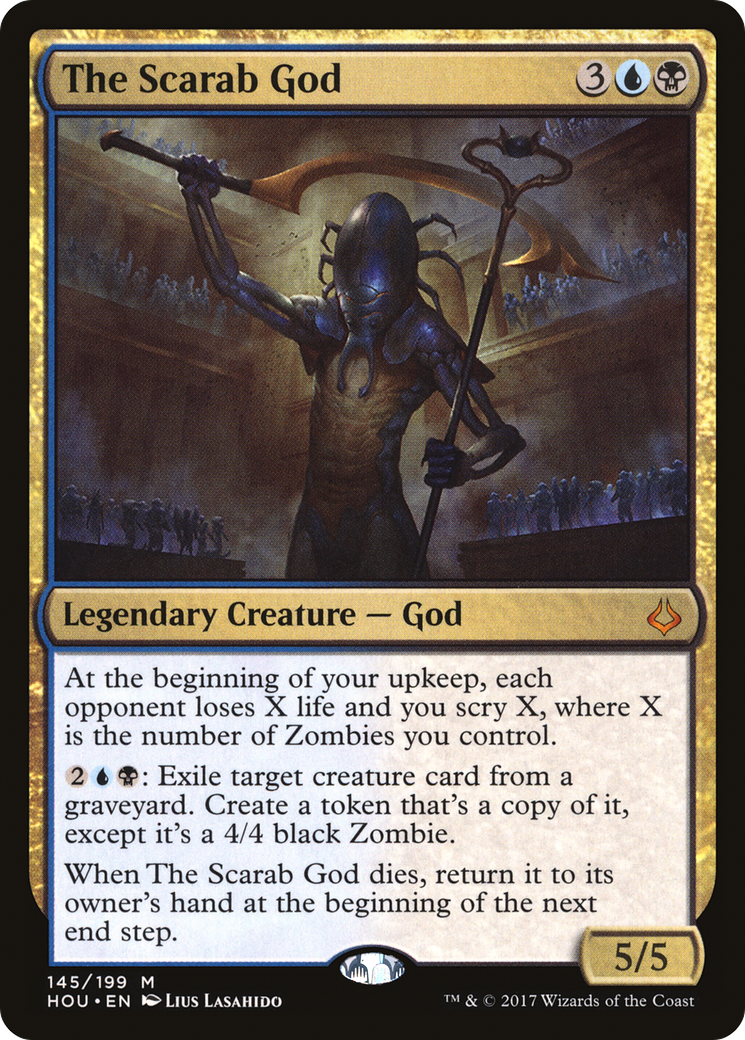 The Scarab God 3
Legendary Creature — God
At the beginning of your upkeep, each
opponent loses X life and you scry X, where X
is the number of Zombies you control.
2 : Exile target creature card from a
graveyard. Create a token that's a copy of it,
except it's a 4/4 black Zombie.
When The Scarab God dies, return it to its
owner's hand at the beginning of the next
end step.
5/5
145/199 M
HOU • EN Lius Lasahido
™ & © 2017 Wizards of the Coast